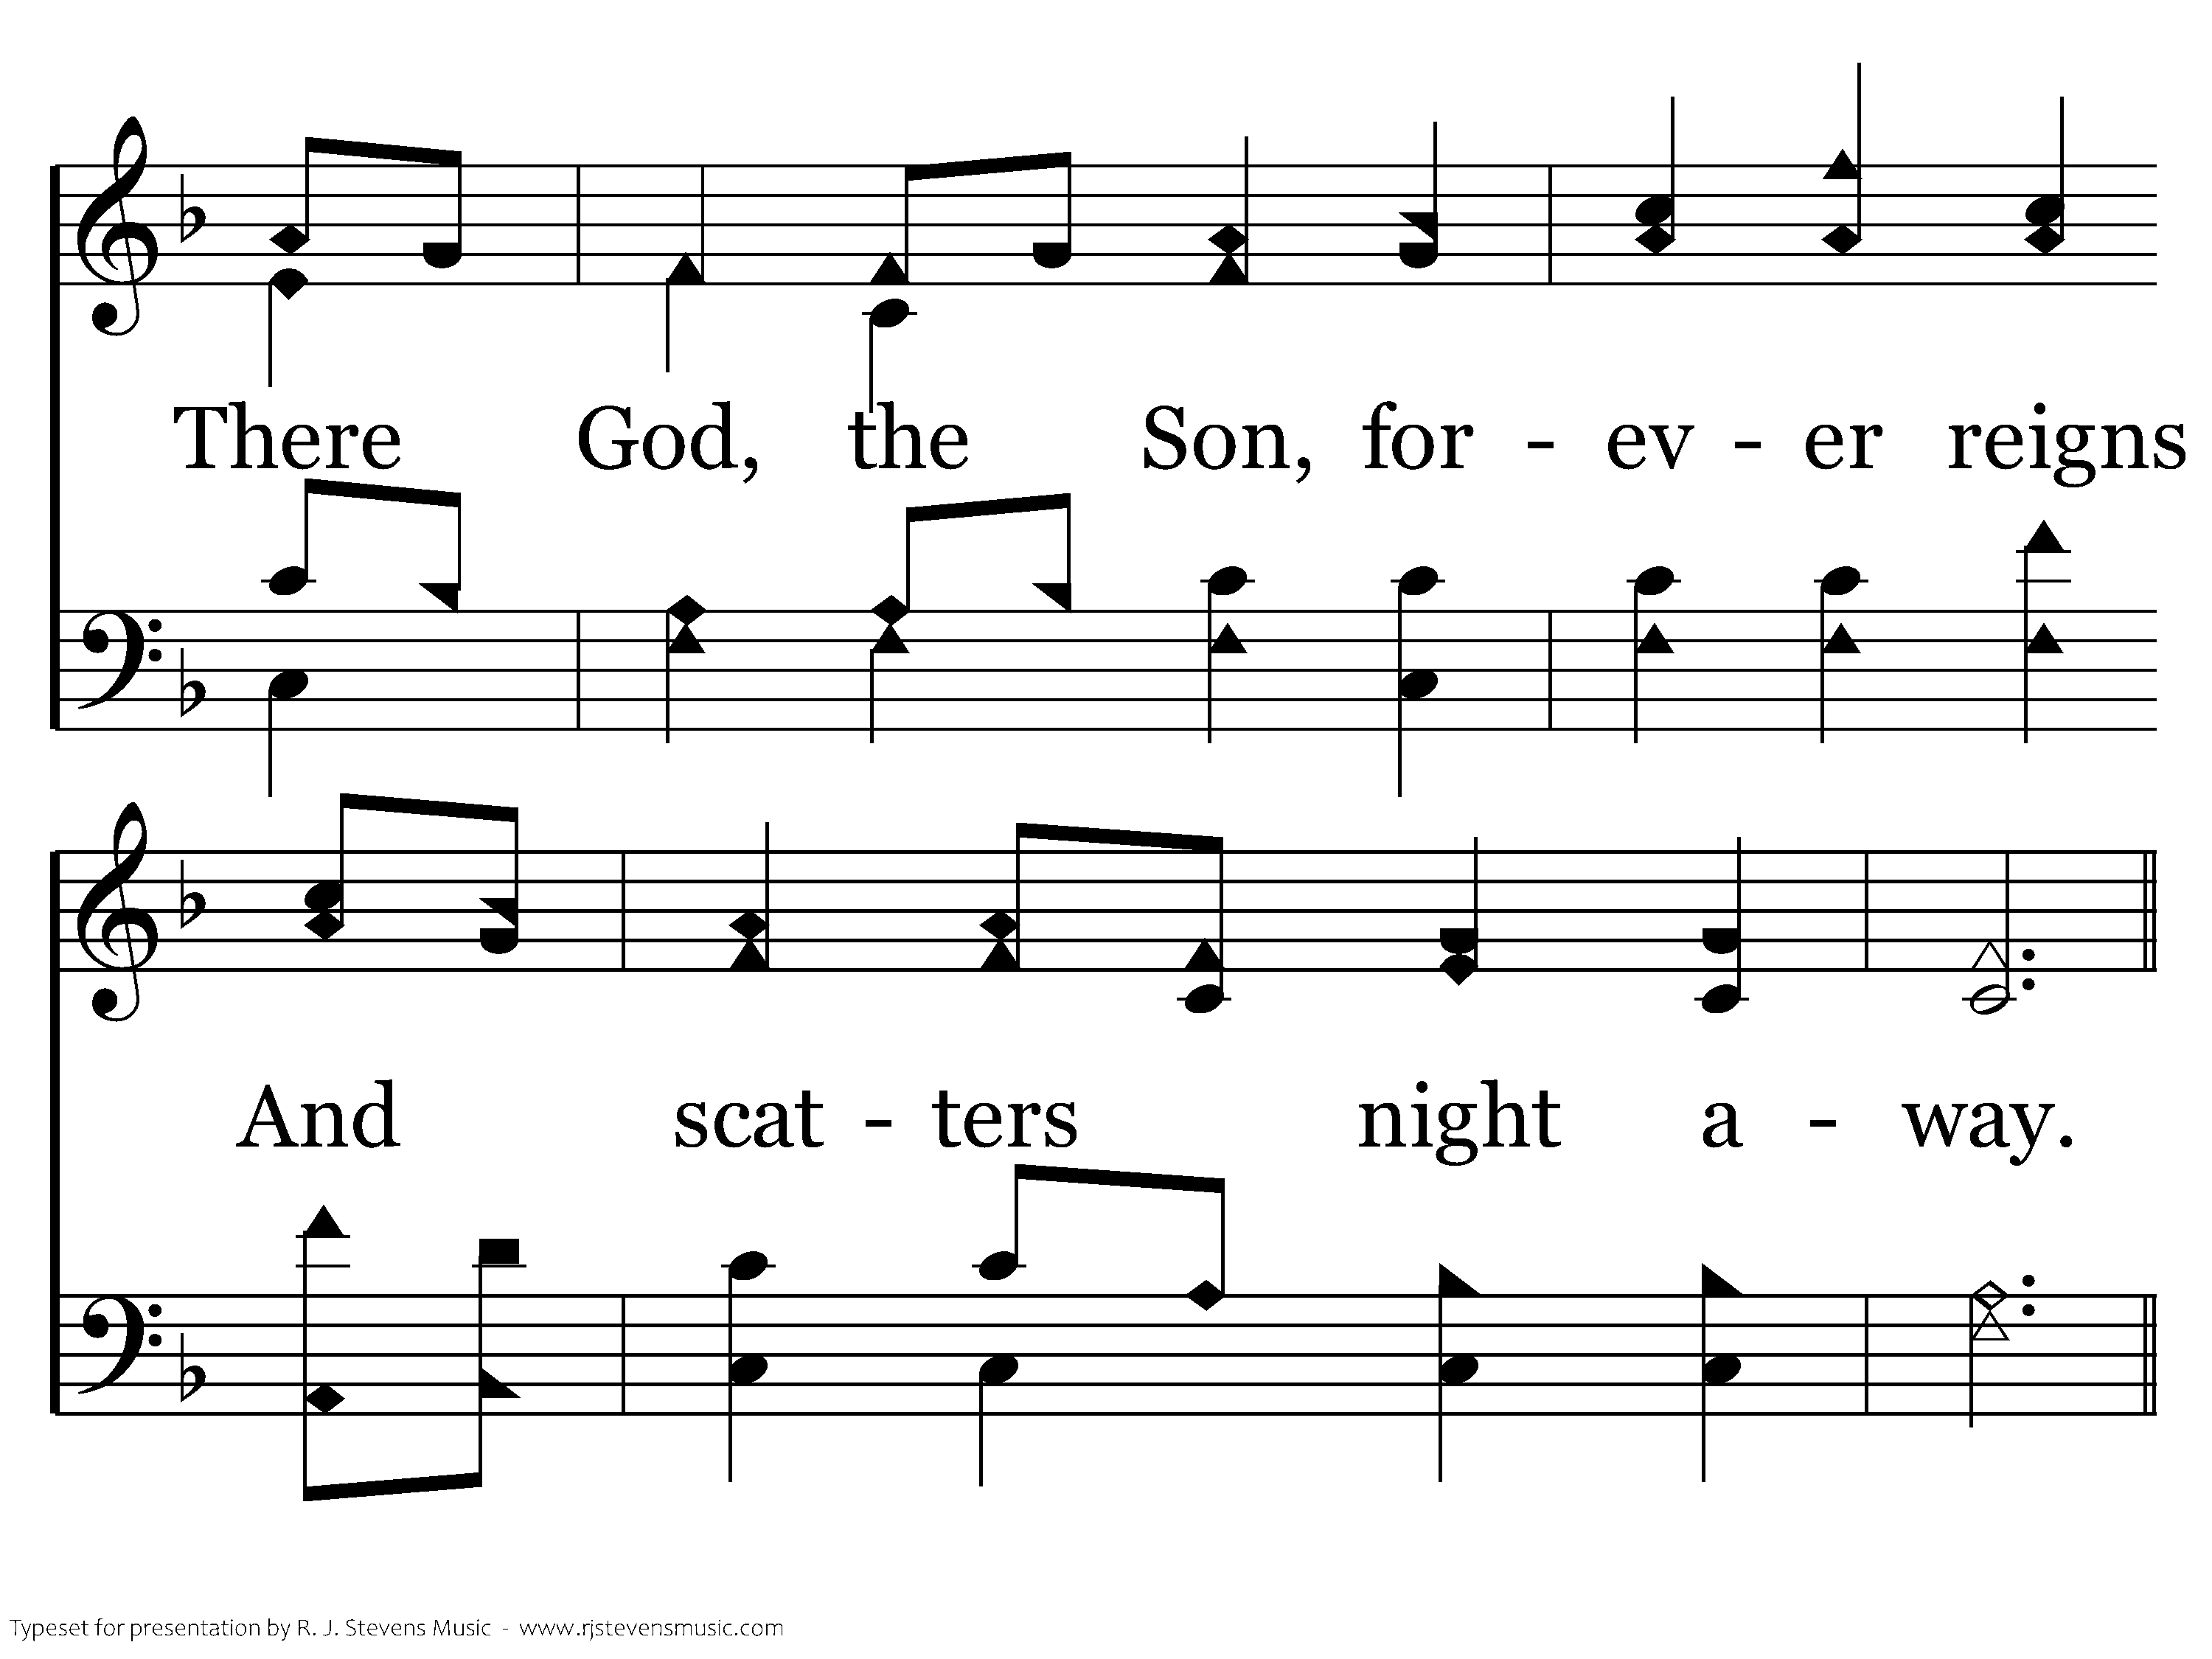 There God, the Son, for - ev - er reigns
And scat - ters night a - way.
Typeset for presentation by R. J. Stevens Music - www.rjstevensmusic.com